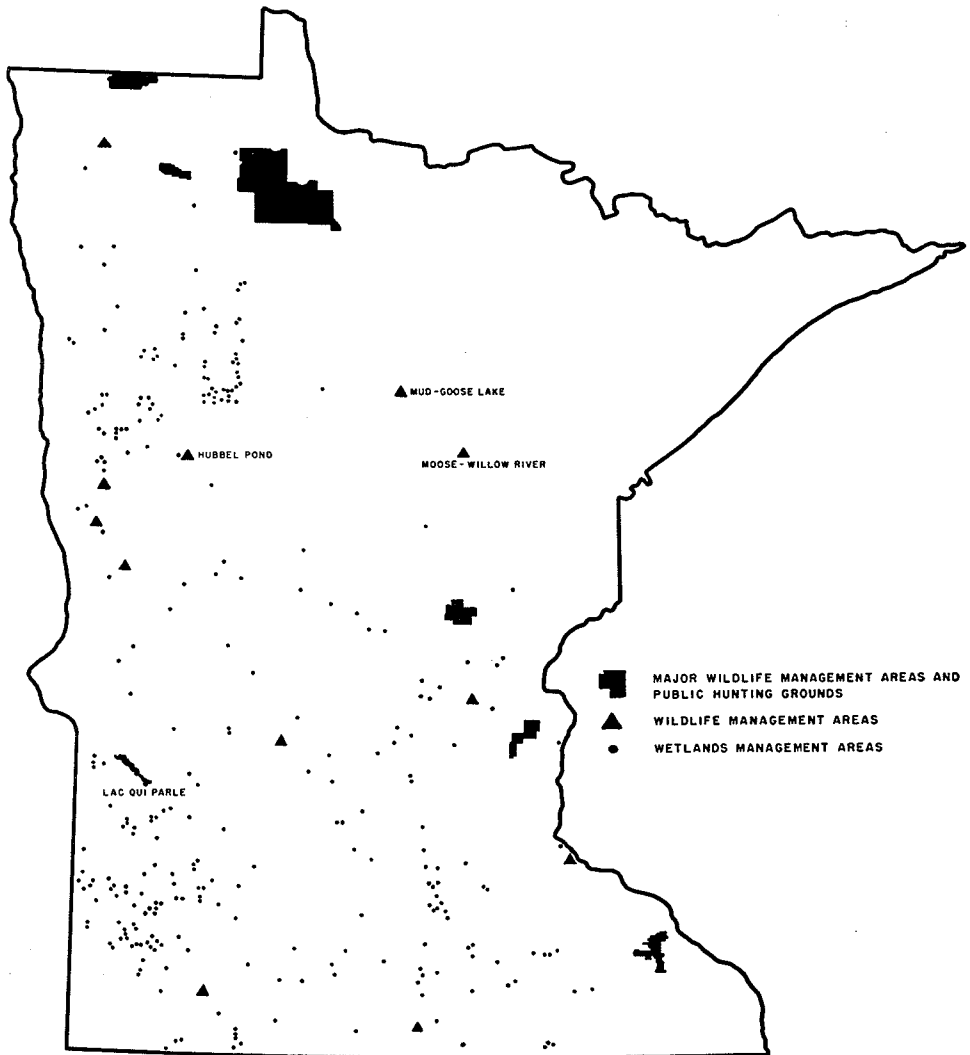 MUD-GOOSE LAKE
HUBBEL POND
MOOSE-WILLOW RIVER
MAJOR WILDLIFE MANAGEMENT AREAS AND
PUBLIC HUNTING GROUNDS
WILDLIFE MANAGEMENT AREAS
WETLANDS MANAGEMENT AREAS
LAC QUI PARLE